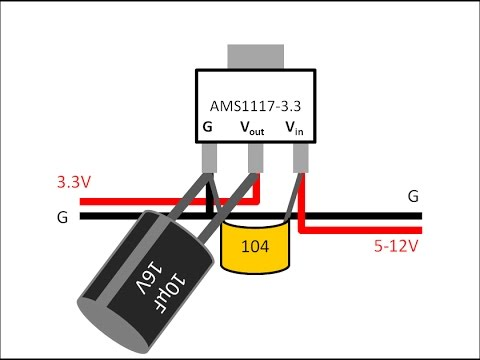 AMS1117-3.3
G Vout Vin
3.3V
G
G
5-12V
104
10μF
16V